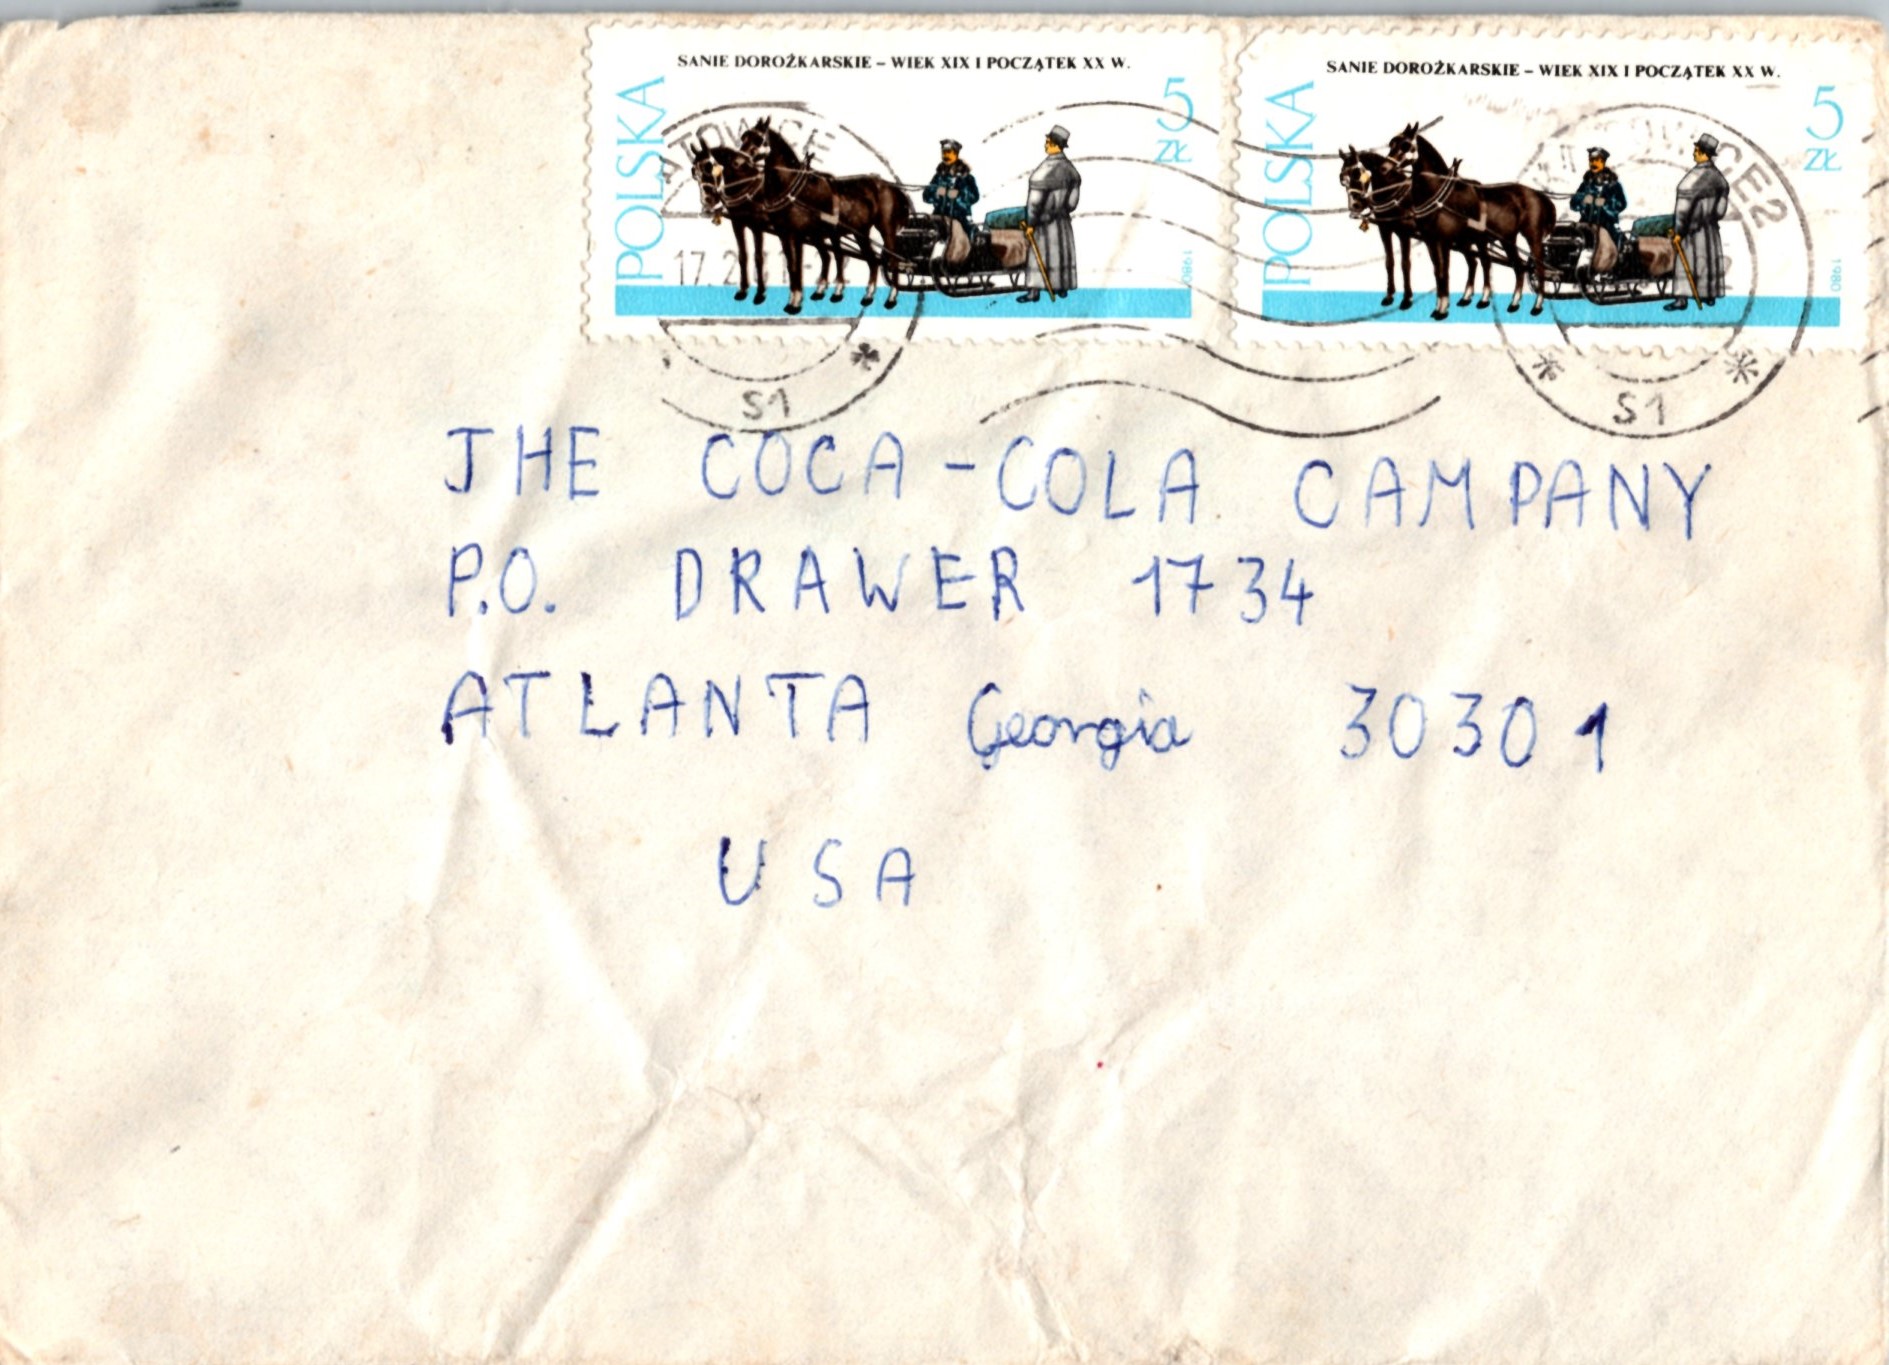 SANIE DOROŻKARSKIE – WIEK XIX I POCZĄTEK XX W.
POLSKA
5 ZŁ
1980
SANIE DOROŻKARSKIE – WIEK XIX I POCZĄTEK XX W.
POLSKA
5 ZŁ
1980
S1
S1
THE COCA-COLA CAMPANY
P.O. DRAWER 1734
ATLANTA Georgia 30301
USA